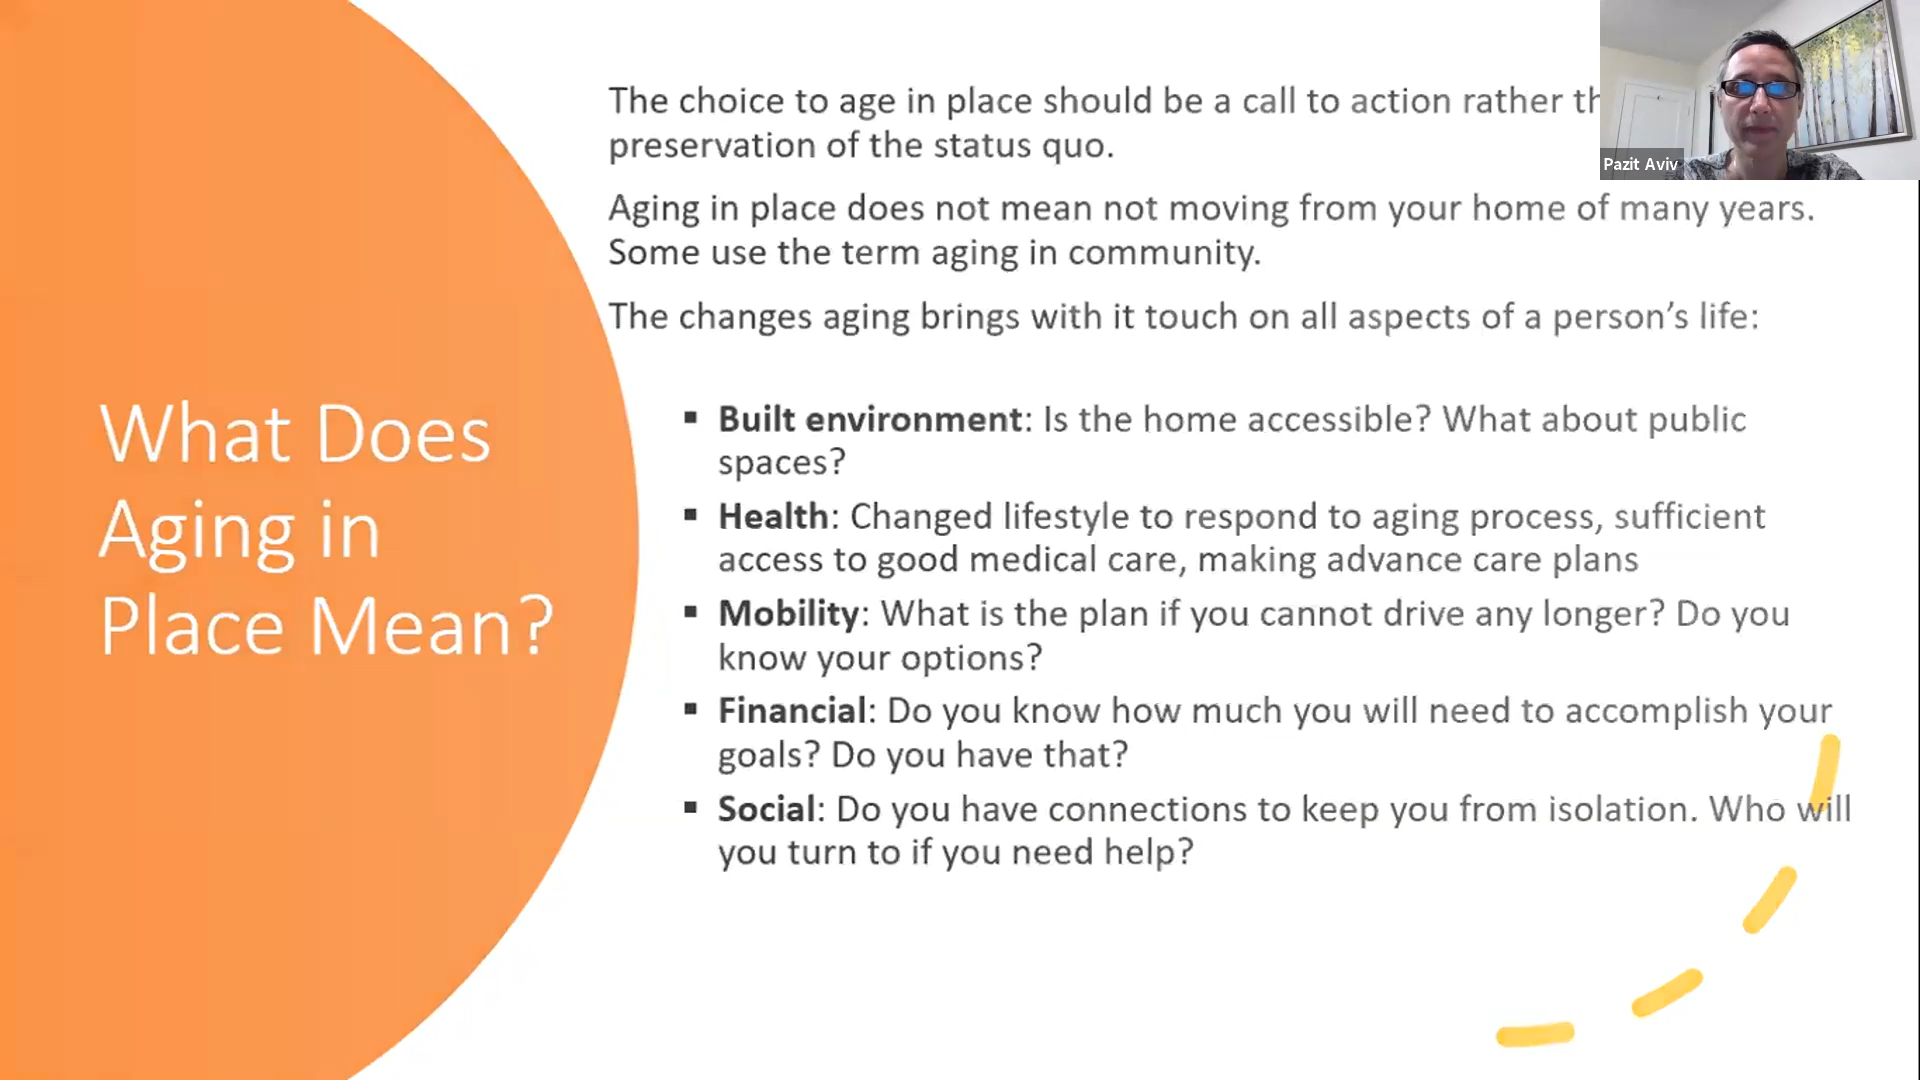 What Does
Aging in
Place Mean?
The choice to age in place should be a call to action rather
preservation of the status quo.
Aging in place does not mean not moving from your home of many years.
Some use the term aging in community.
The changes aging brings with it touch on all aspects of a person’s life:
▪ Built environment: Is the home accessible? What about public
spaces?
▪ Health: Changed lifestyle to respond to aging process, sufficient
access to good medical care, making advance care plans
▪ Mobility: What is the plan if you cannot drive any longer? Do you
know your options?
▪ Financial: Do you know how much you will need to accomplish your
goals? Do you have that?
▪ Social: Do you have connections to keep you from isolation. Who will
you turn to if you need help?
Pazit Aviv